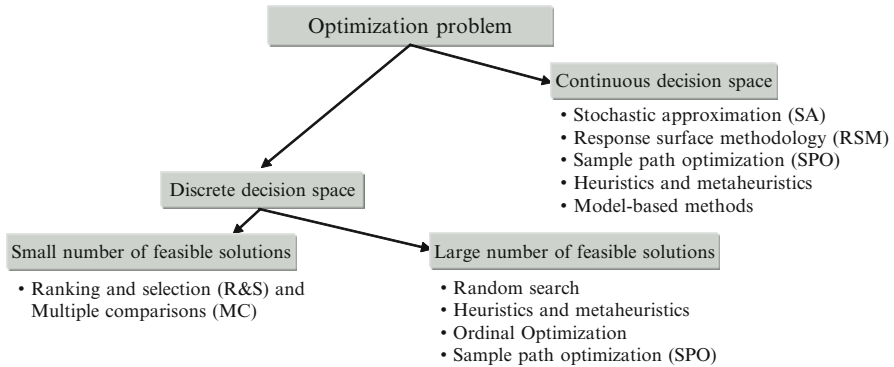 Optimization problem
Continuous decision space
• Stochastic approximation (SA)
• Response surface methodology (RSM)
• Sample path optimization (SPO)
• Heuristics and metaheuristics
• Model-based methods
Discrete decision space
Small number of feasible solutions
• Ranking and selection (R&S) and
Multiple comparisons (MC)
Large number of feasible solutions
• Random search
• Heuristics and metaheuristics
• Ordinal Optimization
• Sample path optimization (SPO)